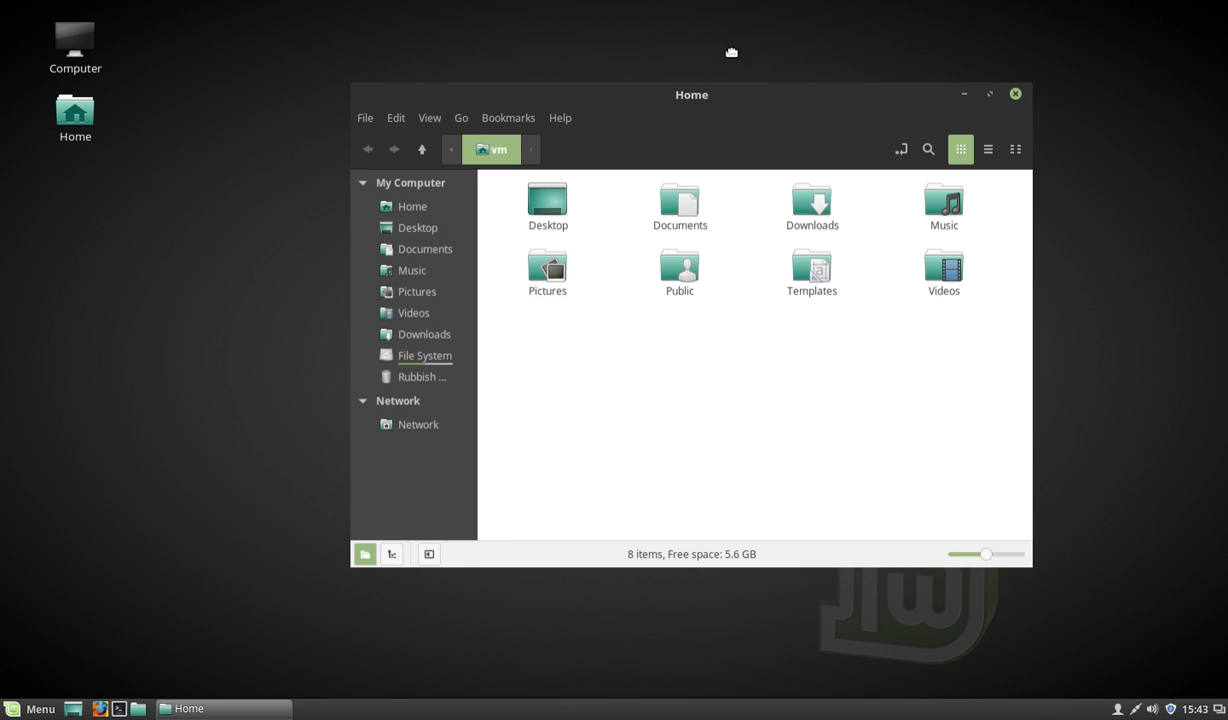 Computer
Home
Home
File Edit View Go Bookmarks Help
vm
My Computer
Home
Desktop
Documents
Music
Pictures
Videos
Downloads
File System
Rubbish ...
Network
Network
Desktop Documents Downloads Music
Pictures Public Templates Videos
8 items, Free space: 5.6 GB
Menu Home 15:43